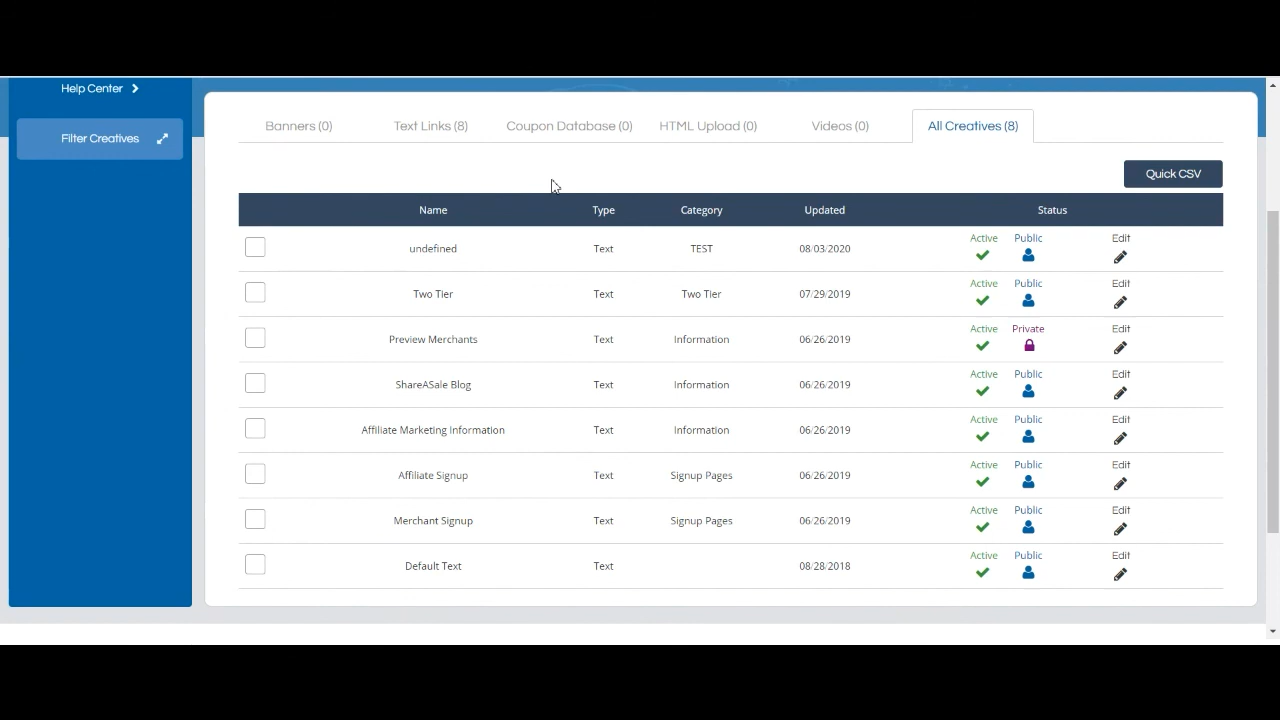 Help Center
Filter Creatives
Banners (0) Text Links (8) Coupon Database (0) HTML Upload (0) Videos (0) All Creatives (8)
Quick CSV
Name Type Category Updated Status
undefined Text TEST 08/03/2020 Active Public Edit
Two Tier Text Two Tier 07/29/2019 Active Public Edit
Preview Merchants Text Information 06/26/2019 Active Private Edit
ShareASale Blog Text Information 06/26/2019 Active Public Edit
Affiliate Marketing Information Text Information 06/26/2019 Active Public Edit
Affiliate Signup Text Signup Pages 06/26/2019 Active Public Edit
Merchant Signup Text Signup Pages 06/26/2019 Active Public Edit
Default Text Text 08/28/2018 Active Public Edit